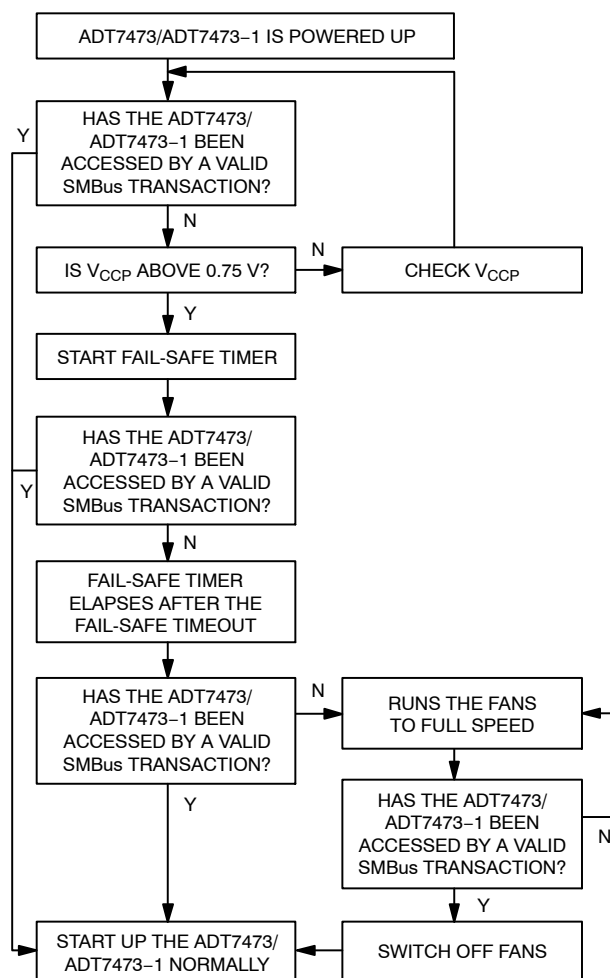 ADT7473/ADT7473−1 IS POWERED UP
HAS THE ADT7473/
ADT7473−1 BEEN
ACCESSED BY A VALID
SMBus TRANSACTION?
Y
N
IS VCCP ABOVE 0.75 V?
N
CHECK VCCP
Y
START FAIL-SAFE TIMER
HAS THE ADT7473/
ADT7473−1 BEEN
ACCESSED BY A VALID
SMBus TRANSACTION?
Y
N
FAIL-SAFE TIMER
ELAPSES AFTER THE
FAIL-SAFE TIMEOUT
HAS THE ADT7473/
ADT7473−1 BEEN
ACCESSED BY A VALID
SMBus TRANSACTION?
N
RUNS THE FANS
TO FULL SPEED
Y
HAS THE ADT7473/
ADT7473−1 BEEN
ACCESSED BY A VALID
SMBus TRANSACTION?
N
Y
START UP THE ADT7473/
ADT7473−1 NORMALLY
SWITCH OFF FANS